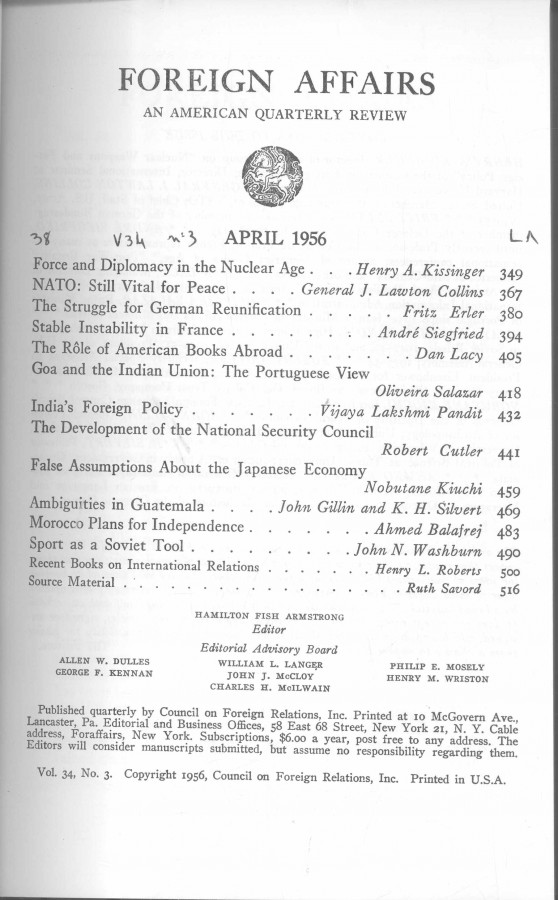 FOREIGN AFFAIRS
AN AMERICAN QUARTERLY REVIEW
38 V34 nº3 APRIL 1956 LA
Force and Diplomacy in the Nuclear Age . . . Henry A. Kissinger 349
NATO: Still Vital for Peace . . . . General J. Lawton Collins 367
The Struggle for German Reunification . . . . . Fritz Erler 380
Stable Instability in France . . . . . . . André Siegfried 394
The Rôle of American Books Abroad . . . . . . . Dan Lacy 405
Goa and the Indian Union: The Portuguese View
Oliveira Salazar 418
India's Foreign Policy . . . . . . . Vijaya Lakshmi Pandit 432
The Development of the National Security Council
Robert Cutler 441
False Assumptions About the Japanese Economy
Nobutane Kiuchi 459
Ambiguities in Guatemala . . . . John Gillin and K. H. Silvert 469
Morocco Plans for Independence . . . . . . . Ahmed Balafrej 483
Sport as a Soviet Tool . . . . . . . . . John N. Washburn 490
Recent Books on International Relations . . . . . . . Henry L. Roberts 500
Source Material . . . . . . . . . . . . . . . . . . Ruth Savord 516
HAMILTON FISH ARMSTRONG
Editor
Editorial Advisory Board
ALLEN W. DULLES WILLIAM L. LANGER PHILIP E. MOSELY
GEORGE F. KENNAN JOHN J. McCLOY HENRY M. WRISTON
CHARLES H. McILWAIN
Published quarterly by Council on Foreign Relations, Inc. Printed at 10 McGovern Ave.,
Lancaster, Pa. Editorial and Business Offices, 58 East 68 Street, New York 21, N. Y. Cable
address, Foraffairs, New York. Subscriptions, $6.00 a year, post free to any address. The
Editors will consider manuscripts submitted, but assume no responsibility regarding them.
Vol. 34, No. 3. Copyright 1956, Council on Foreign Relations, Inc. Printed in U.S.A.